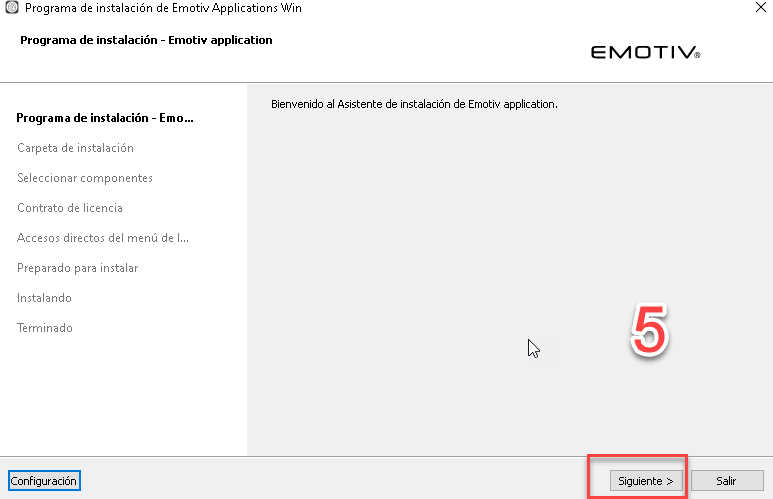 Programa de instalación de Emotiv Applications Win
Programa de instalación - Emotiv application
EMOTIV®
Programa de instalación - Emo...
Bienvenido al Asistente de instalación de Emotiv application.
Carpeta de instalación
Seleccionar componentes
Contrato de licencia
Accesos directos del menú de I...
Preparado para instalar
Instalando
Terminado
5
Configuración
Siguiente >
Salir